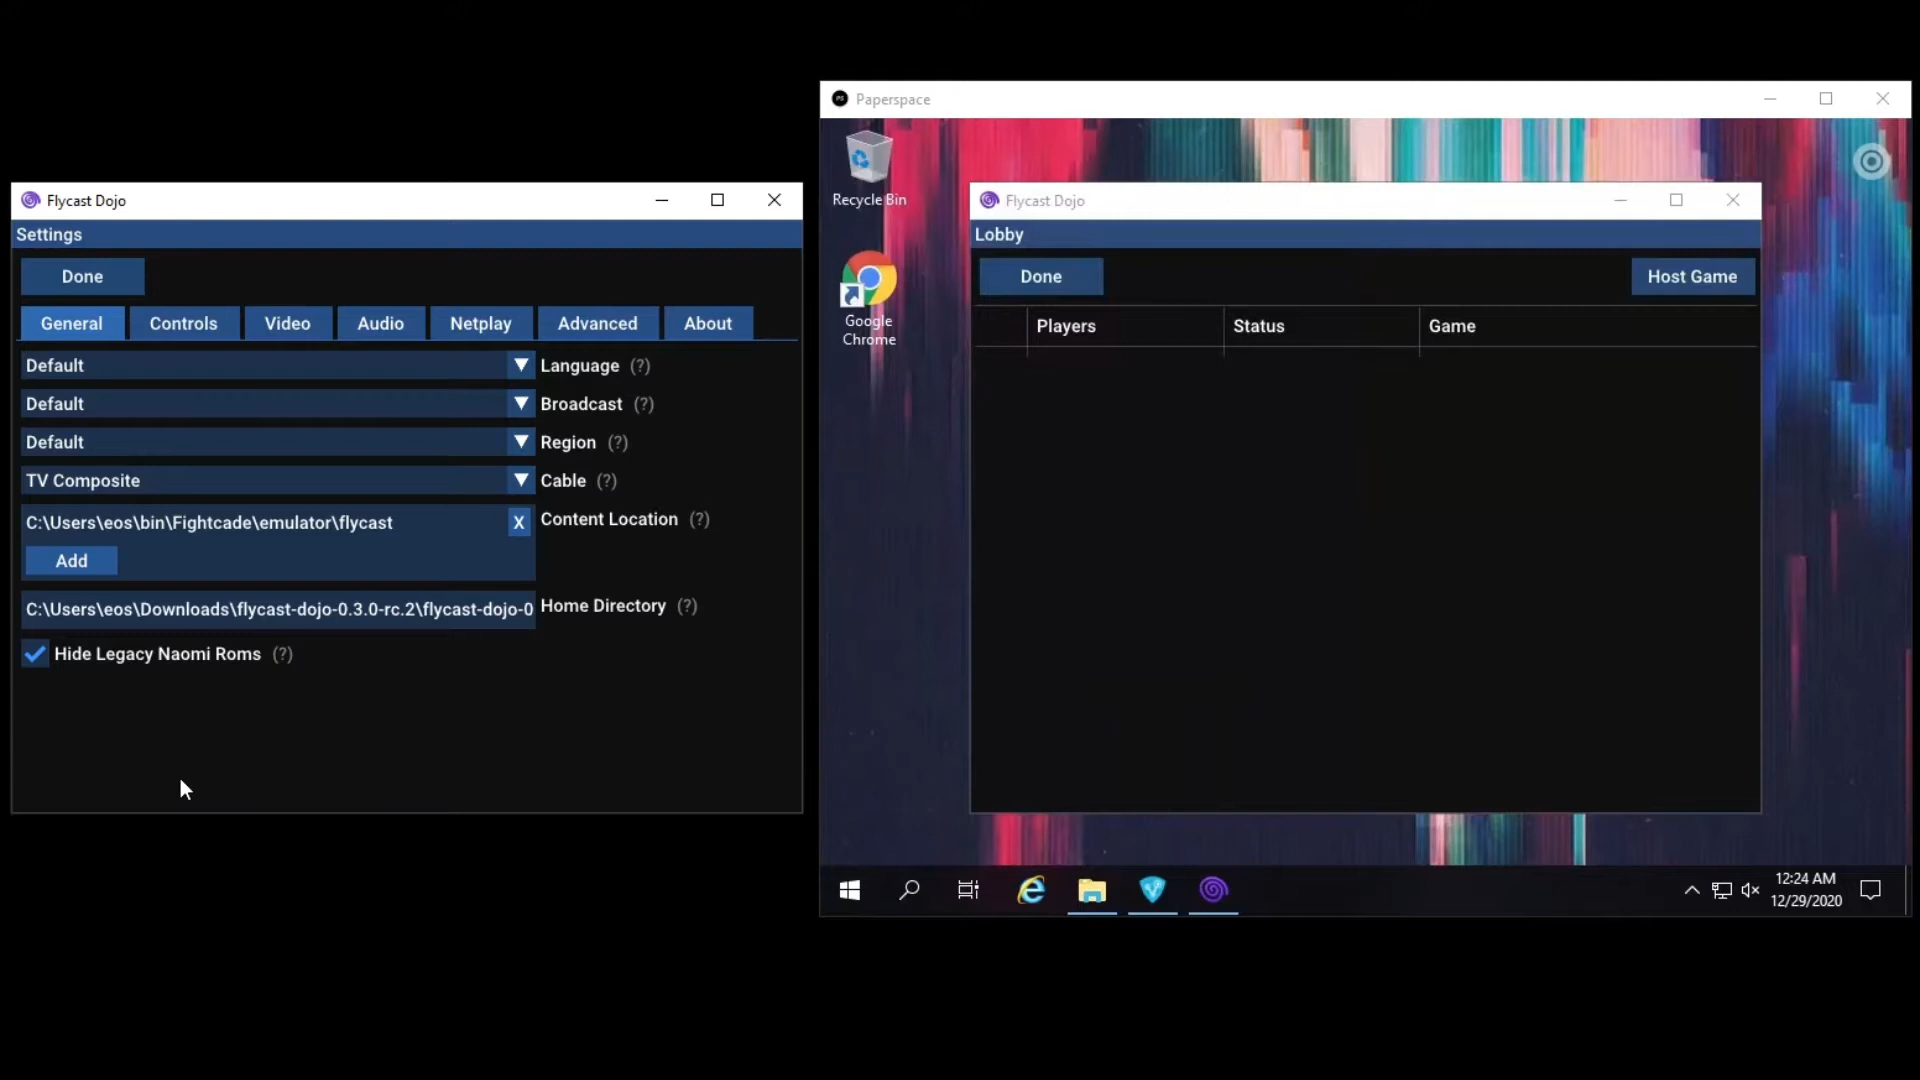 Paperspace
Recycle Bin
Google
Chrome
Flycast Dojo
Settings
Done
General Controls Video Audio Netplay Advanced About
Default Language (?)
Default Broadcast (?)
Default Region (?)
TV Composite Cable (?)
C:\Users\eos\bin\Fightcade\emulator\flycast X Content Location (?)
Add
C:\Users\eos\Downloads\flycast-dojo-0.3.0-rc.2\flycast-dojo-0 Home Directory (?)
Hide Legacy Naomi Roms (?)
Flycast Dojo
Lobby
Done Host Game
Players Status Game
12:24 AM
12/29/2020